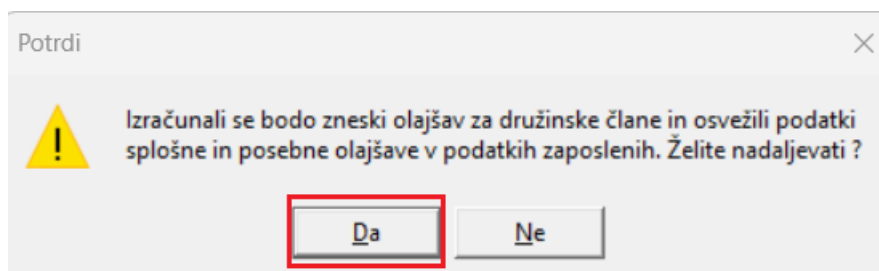 Potrdi
Izračunali se bodo zneski olajšav za družinske člane in osvežili podatki
splošne in posebne olajšave v podatkih zaposlenih. Želite nadaljevati ?
Da
Ne